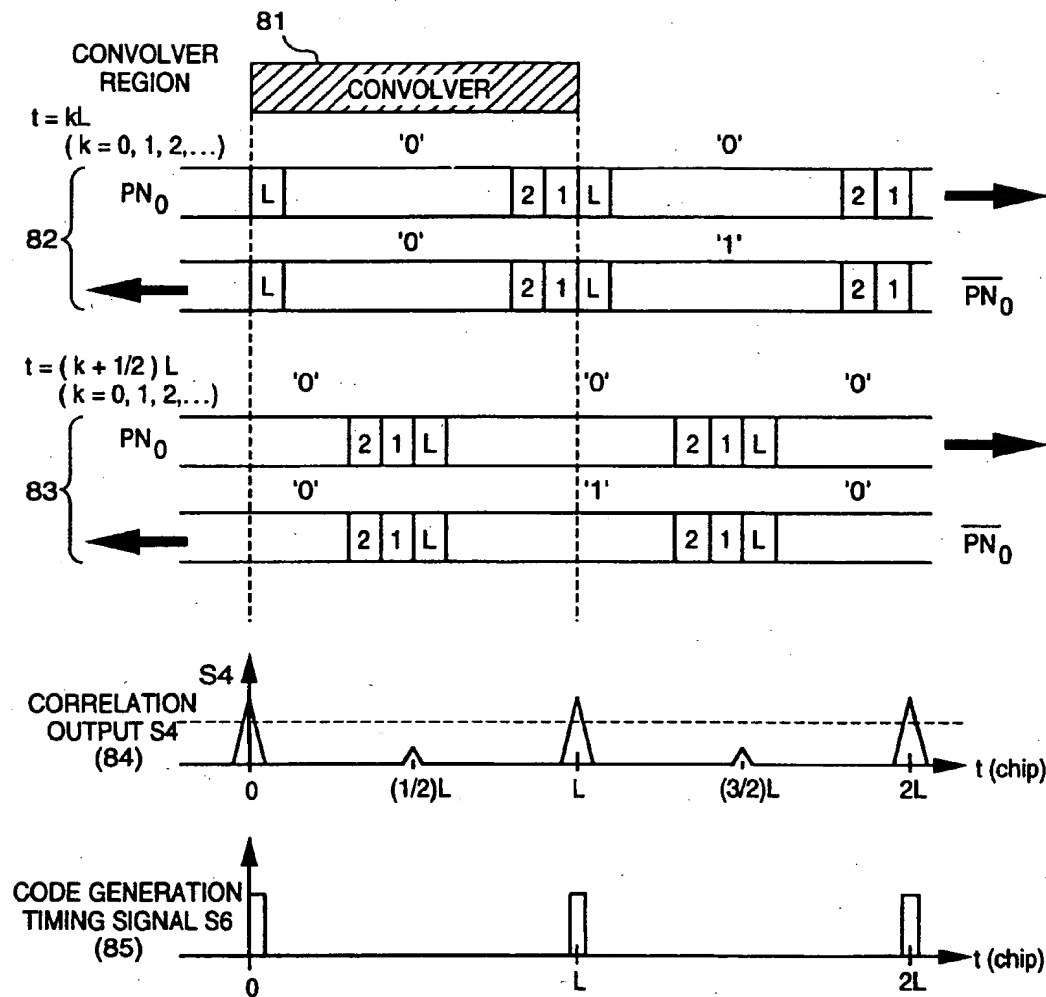 81
CONVOLVER
REGION
CONVOLVER
t = kL
( k = 0, 1, 2,...)
'0' '0'
PN0 L 2 1 L 2 1
82
'0' '1'
L 2 1 L 2 1 P̅N̅0
t = ( k + 1/2 ) L
( k = 0, 1, 2,...)
'0' '0' '0'
PN0 2 1 L 2 1 L
83
'0' '1' '0'
2 1 L 2 1 L P̅N̅0
S4
CORRELATION
OUTPUT S4
(84)
t (chip)
0 (1/2)L L (3/2)L 2L
CODE GENERATION
TIMING SIGNAL S6
(85)
t (chip)
0 L 2L